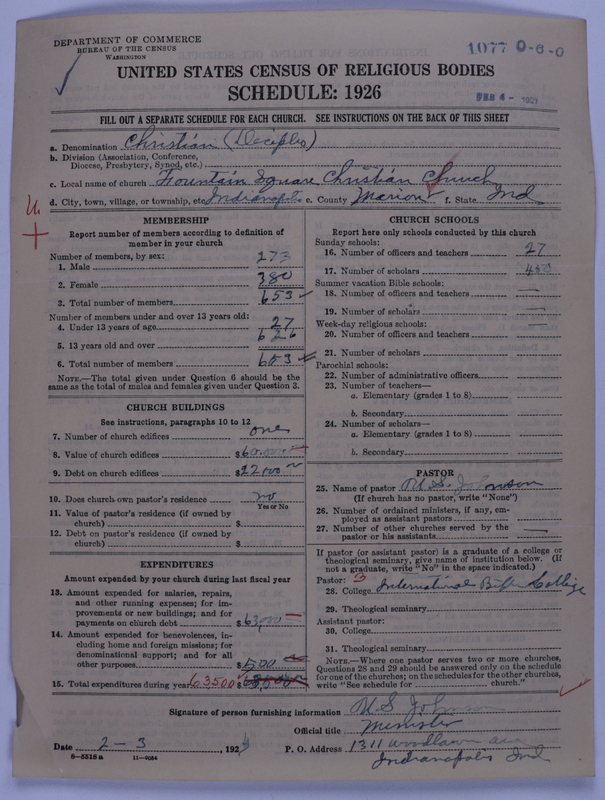 DEPARTMENT OF COMMERCE
BUREAU OF THE CENSUS
WASHINGTON
1077 0-6-0
UNITED STATES CENSUS OF RELIGIOUS BODIES
SCHEDULE: 1926
FEB 4 - 1927
FILL OUT A SEPARATE SCHEDULE FOR EACH CHURCH. SEE INSTRUCTIONS ON THE BACK OF THIS SHEET
a. Denomination Christian (Deciples)
b. Division (Association, Conference,
Diocese, Presbytery, Synod, etc.)
c. Local name of church Fountain Square Christian Church
d. City, town, village, or township, etc. Indianapolis e. County Marion f. State Ind
MEMBERSHIP
Report number of members according to definition of
member in your church
Number of members, by sex:
1. Male 273
2. Female 380
3. Total number of members 653
Number of members under and over 13 years old:
4. Under 13 years of age 27
5. 13 years old and over 626
6. Total number of members 653
NOTE.—The total given under Question 6 should be the
same as the total of males and females given under Question 3.
CHURCH BUILDINGS
See instructions, paragraphs 10 to 12
7. Number of church edifices one
8. Value of church edifices $60,000
9. Debt on church edifices $22000
10. Does church own pastor's residence no
Yes or No
11. Value of pastor's residence (if owned by
church) $
12. Debt on pastor's residence (if owned by
church) $
EXPENDITURES
Amount expended by your church during last fiscal year
13. Amount expended for salaries, repairs,
and other running expenses; for im-
provements or new buildings; and for
payments on church debt $63,000
14. Amount expended for benevolences, in-
cluding home and foreign missions; for
denominational support; and for all
other purposes $500
15. Total expenditures during year 63500 $
CHURCH SCHOOLS
Report here only schools conducted by this church
Sunday schools:
16. Number of officers and teachers 27
17. Number of scholars
Summer vacation Bible schools:
18. Number of officers and teachers —
19. Number of scholars —
Week-day religious schools:
20. Number of officers and teachers —
21. Number of scholars
Parochial schools:
22. Number of administrative officers
23. Number of teachers—
a. Elementary (grades 1 to 8)
b. Secondary
24. Number of scholars—
a. Elementary (grades 1 to 8)
b. Secondary
PASTOR
25. Name of pastor U.S. Johnson
(If church has no pastor, write "None")
26. Number of ordained ministers, if any, em-
ployed as assistant pastors
27. Number of other churches served by the
pastor or his assistants —
If pastor (or assistant pastor) is a graduate of a college or
theological seminary, give name of institution below. (If
not a graduate, write "No" in the space indicated.)
Pastor: 3
28. College International College
29. Theological seminary
Assistant pastor:
30. College
31. Theological seminary
NOTE.—Where one pastor serves two or more churches,
Questions 28 and 29 should be answered only on the schedule
for one of the churches; on the schedules for the other churches,
write "See schedule for church."
Signature of person furnishing information U S Johnson
Official title Minister
Date 2-3, 192
P. O. Address 1311 Woodlawn ave
Indianapolis Ind
8—5518 a 11—9034